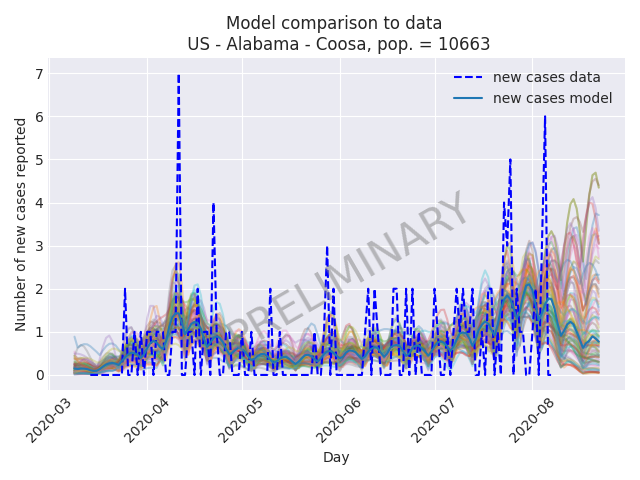 Model comparison to data
US - Alabama - Coosa, pop. = 10663
new cases data
new cases model
PRELIMINARY
Number of new cases reported
7
6
5
4
3
2
1
0
2020-03
2020-04
2020-05
2020-06
2020-07
2020-08
Day